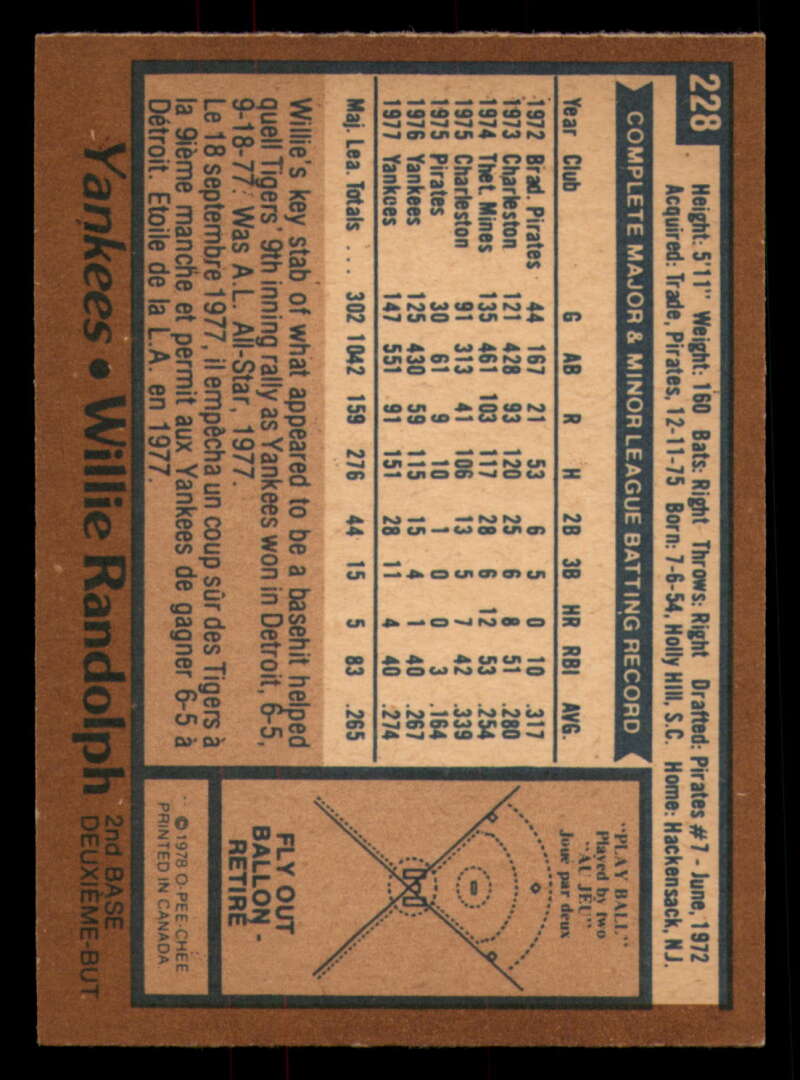 228
Height: 5'11" Weight: 160 Bats: Right Throws: Right Drafted: Pirates #7 - June, 1972
Acquired: Trade, Pirates, 12-11-75 Born: 7-6-54, Holly Hill, S.C. Home: Hackensack, N.J.
COMPLETE MAJOR & MINOR LEAGUE BATTING RECORD
Year Club G AB R H 2B 3B HR RBI AVG.
1972 Brad. Pirates 44 167 21 53 6 5 0 10 .317
1973 Charleston 121 428 93 120 25 6 8 51 .280
1974 Thet. Mines 135 461 103 117 28 6 12 53 .254
1975 Charleston 91 313 41 106 13 5 7 42 .339
1975 Pirates 30 61 9 10 1 0 0 3 .164
1976 Yankees 125 430 59 115 15 4 1 40 .267
1977 Yankees 147 551 91 151 28 11 4 40 .274
Maj. Lea. Totals ... 302 1042 159 276 44 15 5 83 .265
Willie's key stab of what appeared to be a basehit helped
quell Tigers' 9th inning rally as Yankees won in Detroit, 6-5,
9-18-77. Was A.L. All-Star, 1977.
Le 18 septembre 1977, il empêcha un coup sûr des Tigers à
la 9ième manche et permit aux Yankees de gagner 6-5 à
Détroit. Etoile de la L.A. en 1977.
"PLAY BALL"
Played by two
"AU JEU"
Joué par deux
FLY OUT
BALLON -
RETIRÉ
© 1978 O-PEE-CHEE
PRINTED IN CANADA
Yankees • Willie Randolph
2nd BASE
DEUXIÈME-BUT